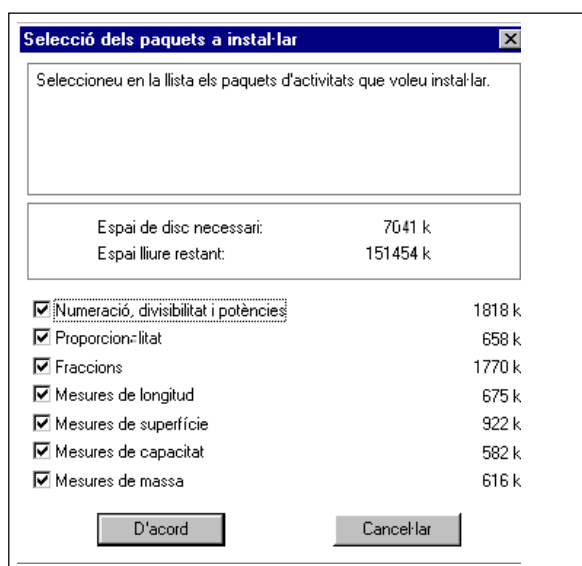 Selecció dels paquets a instal·lar
Seleccioneu en la llista els paquets d'activitats que voleu instal·lar.
Espai de disc necessari: 7041 k
Espai lliure restant: 151454 k
Numeració, divisibilitat i potències 1818 k
Proporcionalitat 658 k
Fraccions 1770 k
Mesures de longitud 675 k
Mesures de superfície 922 k
Mesures de capacitat 582 k
Mesures de massa 616 k
D'acord Cancel·lar